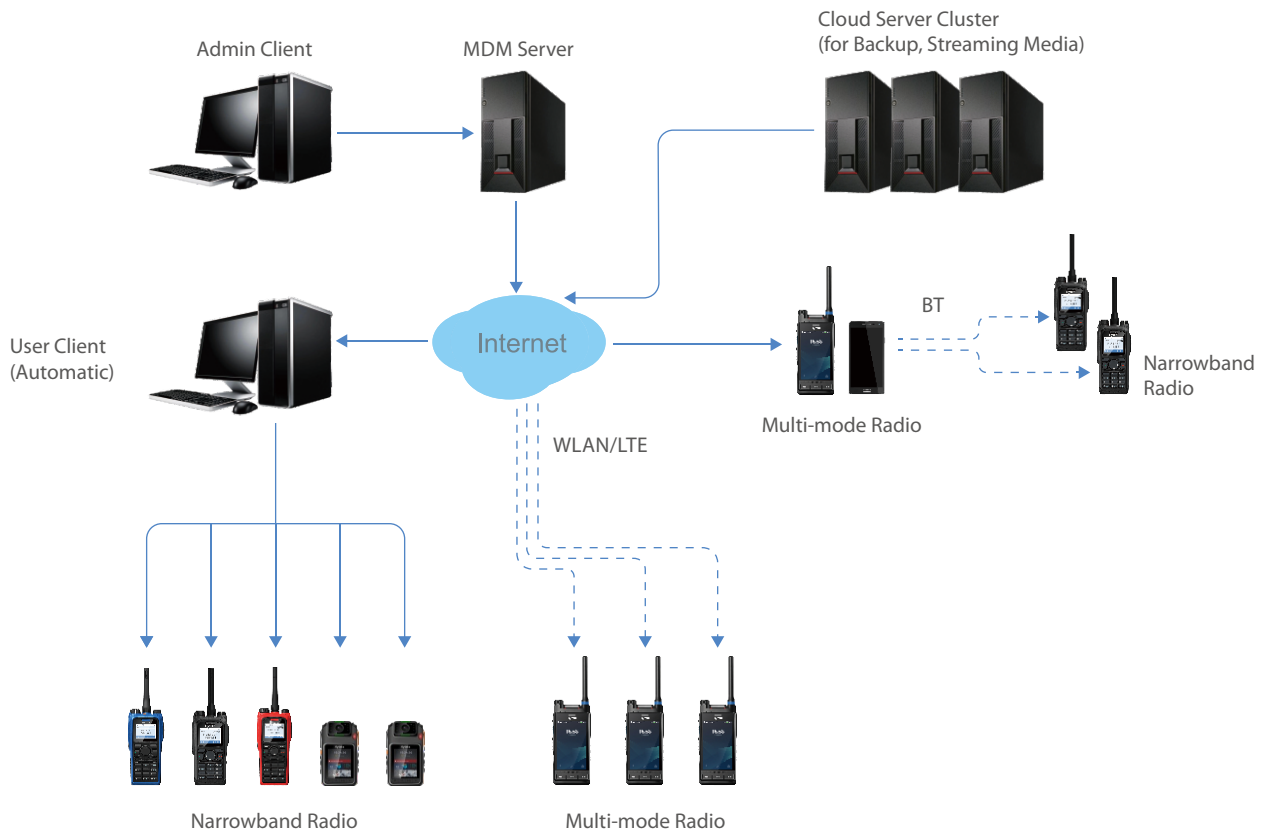 Admin Client
MDM Server
Cloud Server Cluster
(for Backup, Streaming Media)
User Client
(Automatic)
Internet
BT
Narrowband
Radio
Multi-mode Radio
WLAN/LTE
Narrowband Radio
Multi-mode Radio